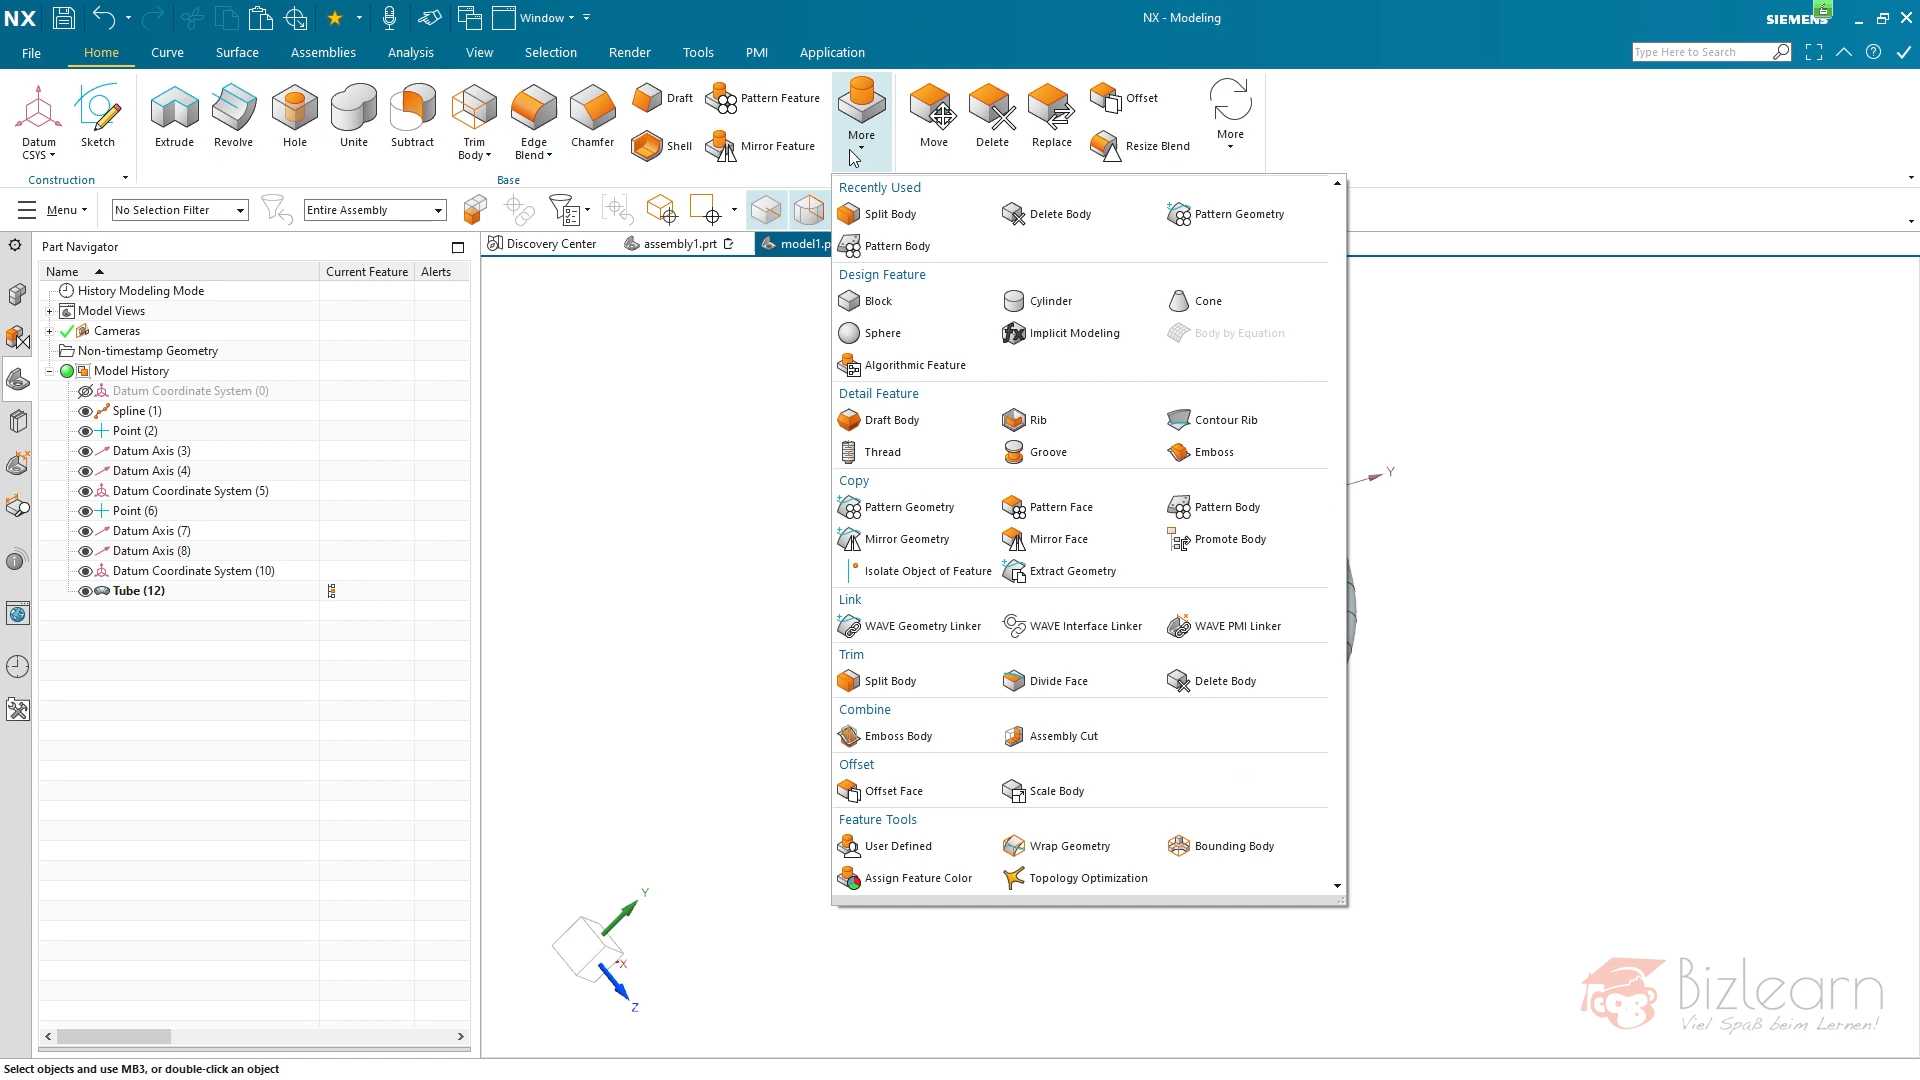 NX
Window
NX - Modeling
SIEMENS
File
Home
Curve
Surface
Assemblies
Analysis
View
Selection
Render
Tools
PMI
Application
Type Here to Search
Datum CSYS
Sketch
Extrude
Revolve
Hole
Unite
Subtract
Trim Body
Edge Blend
Chamfer
Draft
Shell
Pattern Feature
Mirror Feature
More
Move
Delete
Replace
Offset
Resize Blend
More
Construction
Base
Menu
No Selection Filter
Entire Assembly
Part Navigator
Discovery Center
assembly1.prt
model1.p
Name
Current Feature
Alerts
History Modeling Mode
Model Views
Cameras
Non-timestamp Geometry
Model History
Datum Coordinate System (0)
Spline (1)
Point (2)
Datum Axis (3)
Datum Axis (4)
Datum Coordinate System (5)
Point (6)
Datum Axis (7)
Datum Axis (8)
Datum Coordinate System (10)
Tube (12)
Recently Used
Split Body
Delete Body
Pattern Geometry
Pattern Body
Design Feature
Block
Cylinder
Cone
Sphere
Implicit Modeling
Body by Equation
Algorithmic Feature
Detail Feature
Draft Body
Rib
Contour Rib
Thread
Groove
Emboss
Copy
Pattern Geometry
Pattern Face
Pattern Body
Mirror Geometry
Mirror Face
Promote Body
Isolate Object of Feature
Extract Geometry
Link
WAVE Geometry Linker
WAVE Interface Linker
WAVE PMI Linker
Trim
Split Body
Divide Face
Delete Body
Combine
Emboss Body
Assembly Cut
Offset
Offset Face
Scale Body
Feature Tools
User Defined
Wrap Geometry
Bounding Body
Assign Feature Color
Topology Optimization
Y
Y
X
Z
Bizlearn
Viel Spaß beim Lernen!
Select objects and use MB3, or double-click an object